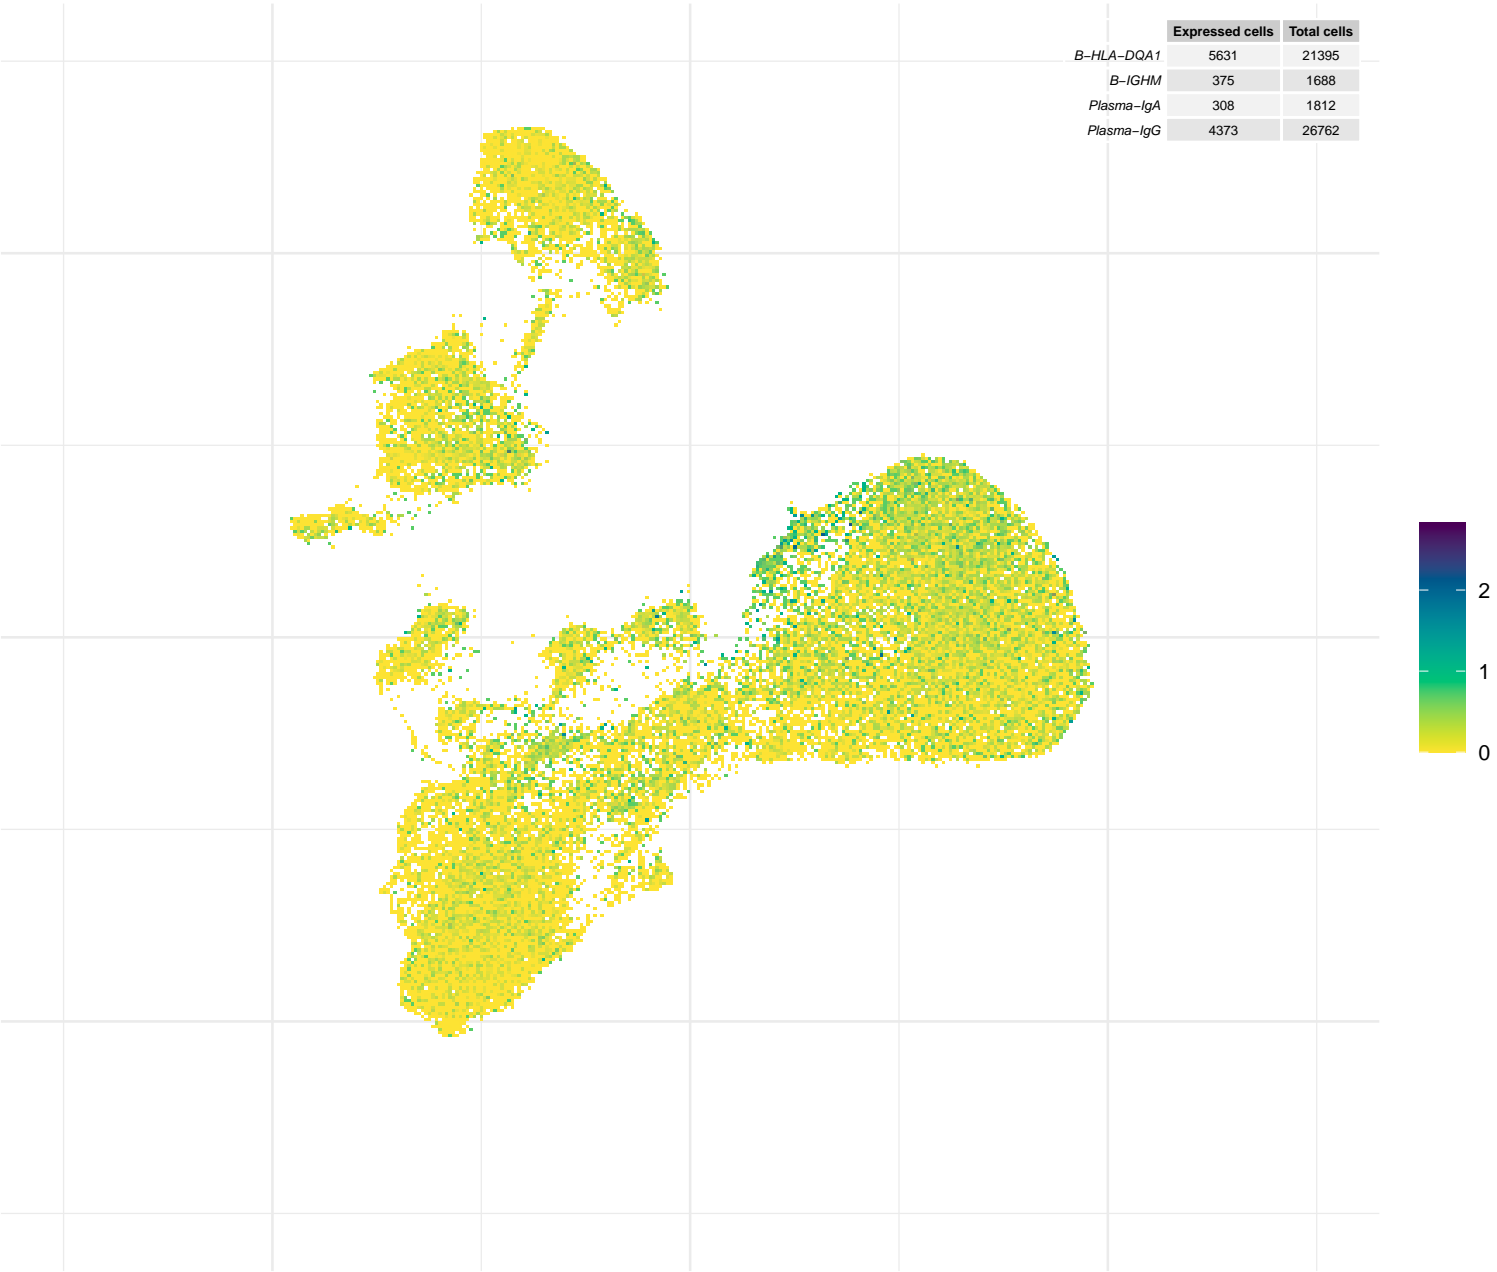 Expressed cells Total cells
B−HLA−DQA1 5631 21395
B−IGHM 375 1688
Plasma−IgA 308 1812
Plasma−IgG 4373 26762
2
1
0